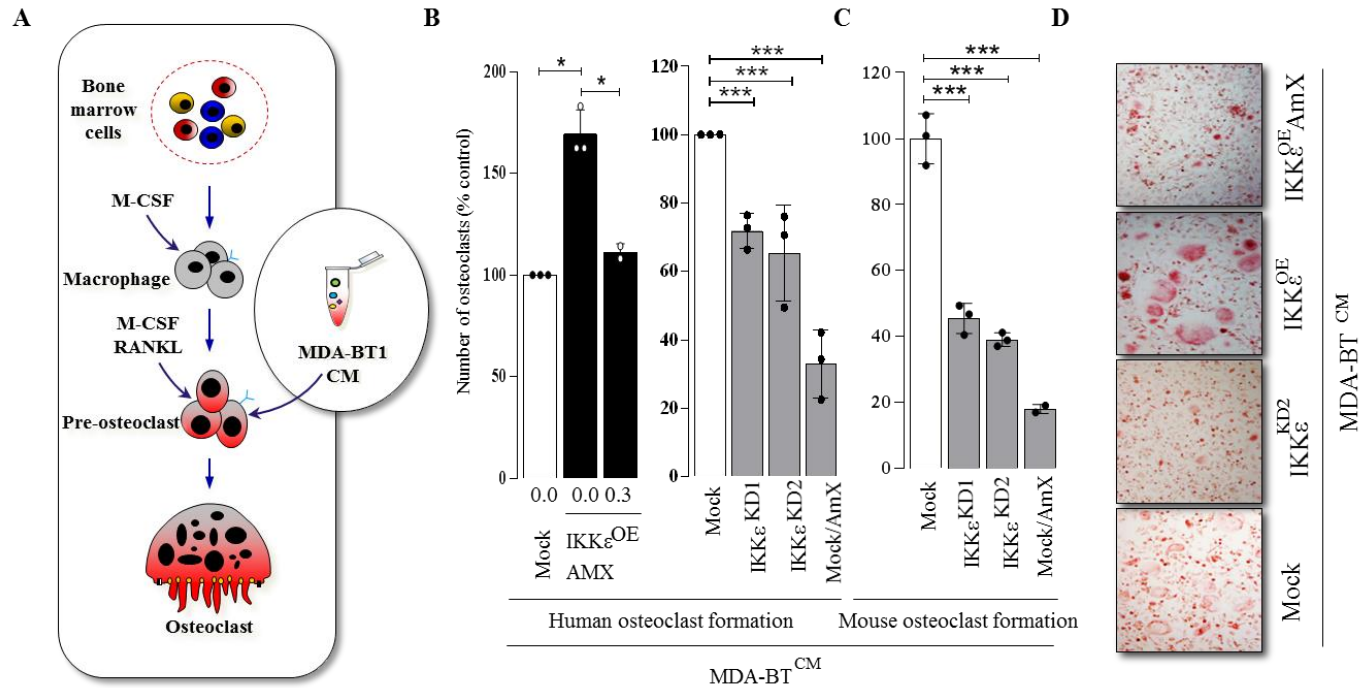 A
Bone
marrow
cells
M-CSF
Macrophage
M-CSF
RANKL
MDA-BT1
CM
Pre-osteoclast
Osteoclast
B
Number of osteoclasts (% control)
200
150
100
50
0
*
*
0.0
0.0
0.3
Mock
IKKε^OE
AMX
120
100
80
60
40
20
0
***
***
***
Mock
IKKε^KD1
IKKε^KD2
Mock/AmX
Human osteoclast formation
C
120
100
80
60
40
20
0
***
***
***
Mock
IKKε^KD1
IKKε^KD2
Mock/AmX
Mouse osteoclast formation
MDA-BT^CM
D
IKKε^OE AmX
IKKε^OE
IKKε^KD2
Mock
MDA-BT^CM